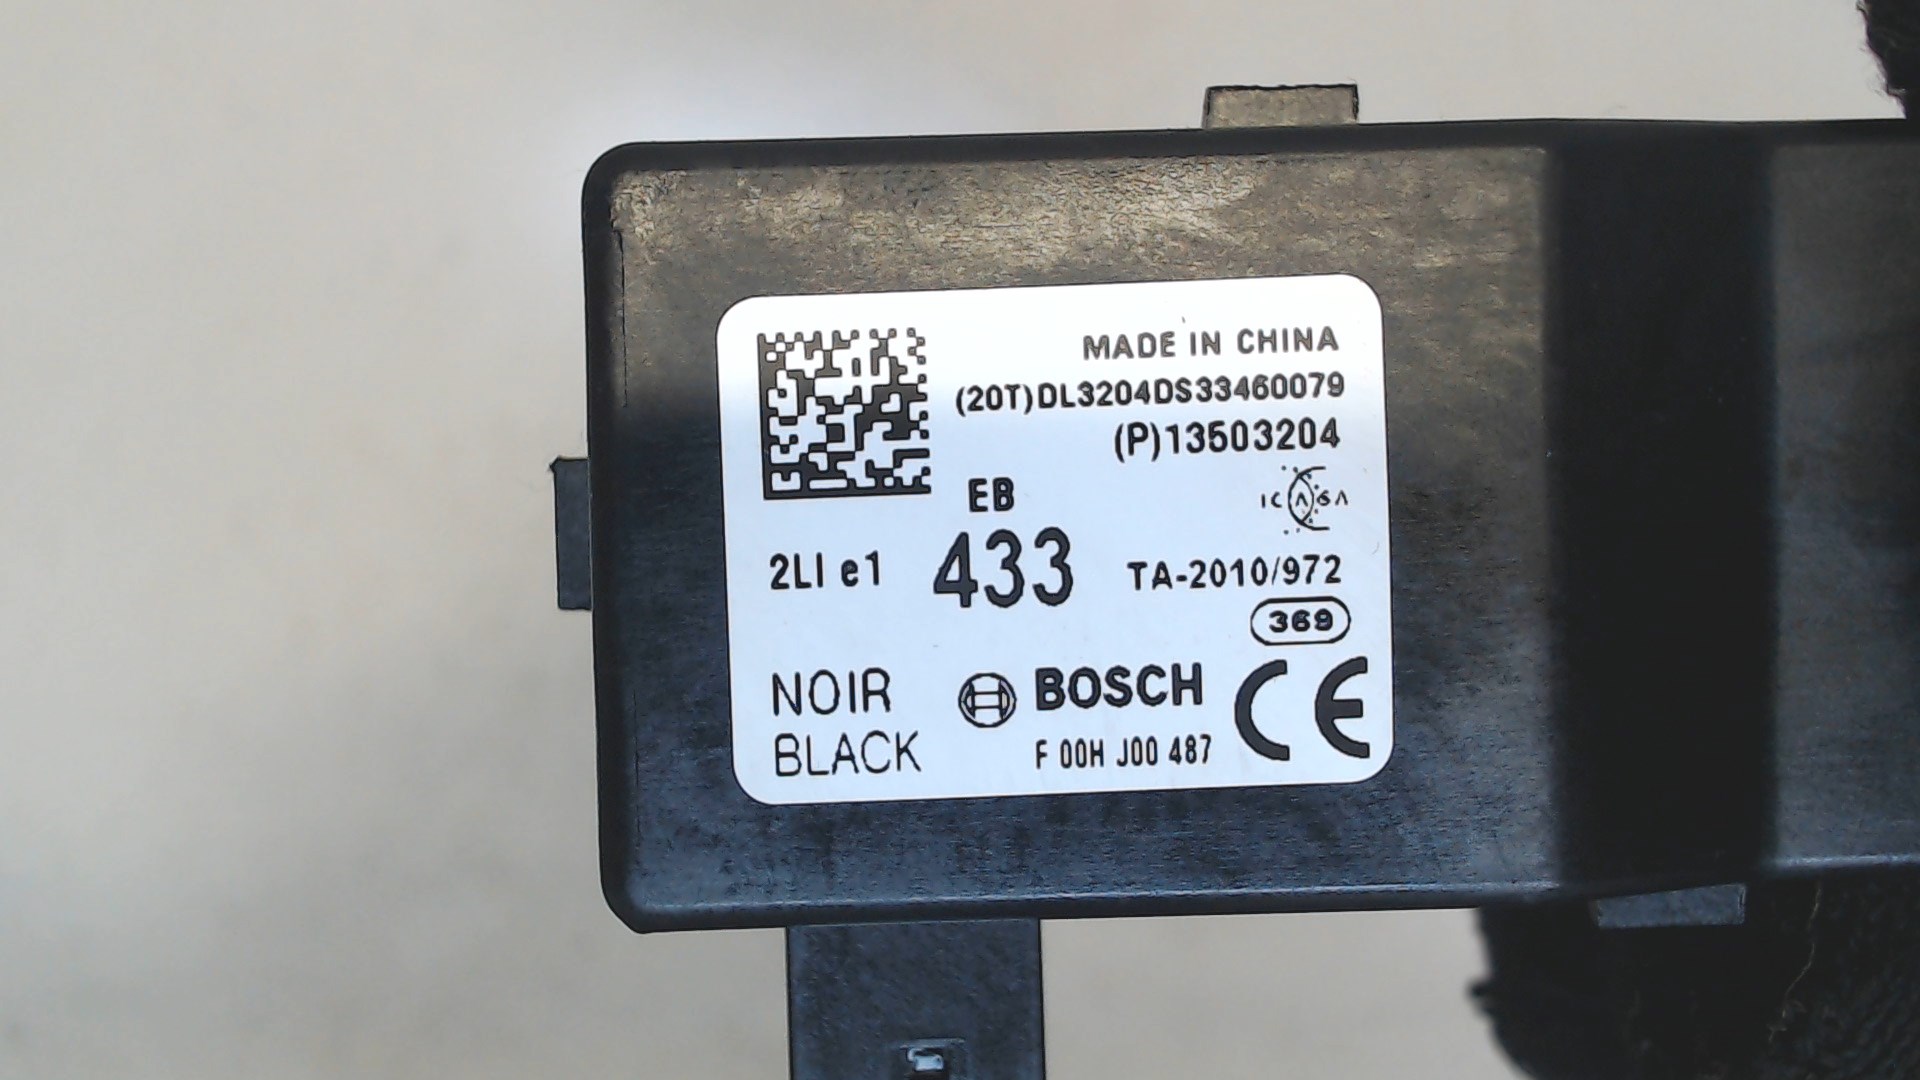 MADE IN CHINA
(20T)DL3204DS33460079
(P)13503204
EB
ICASA
2LI e1
433
TA-2010/972
369
NOIR
BLACK
BOSCH
CE
F 00H J00 487